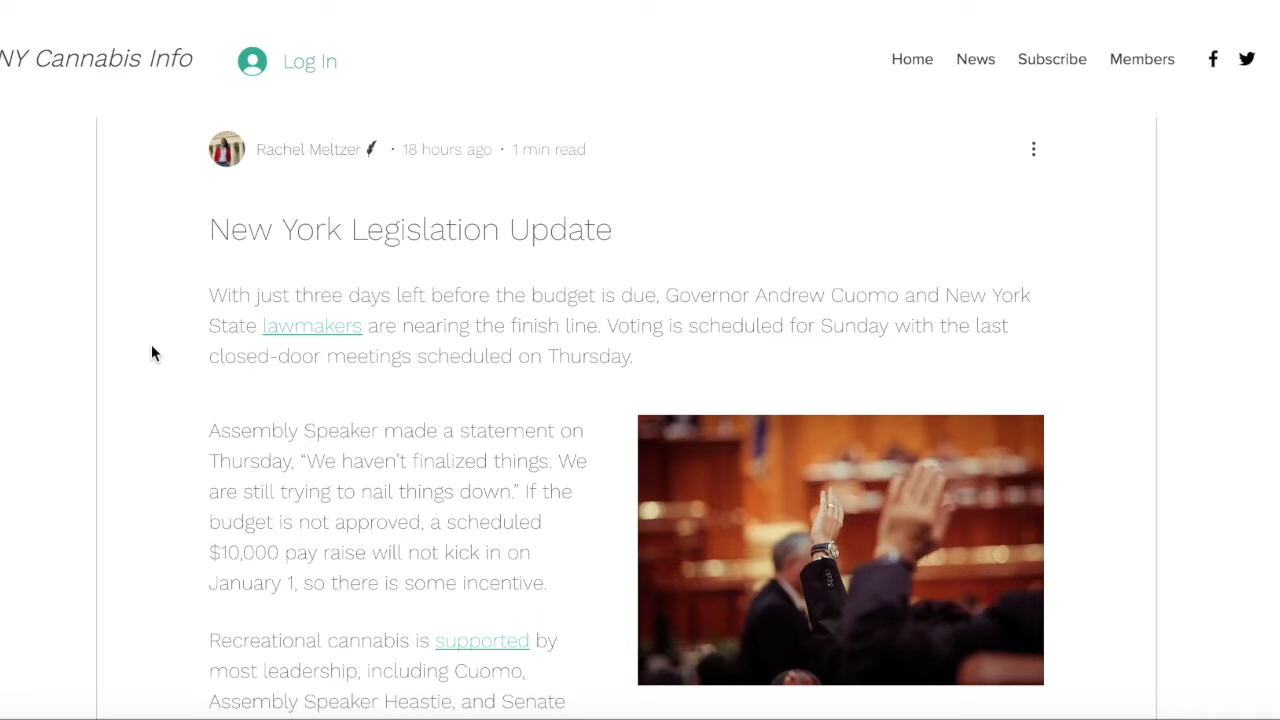 NY Cannabis Info
Log In
Home News Subscribe Members
Rachel Meltzer · 18 hours ago · 1 min read
New York Legislation Update
With just three days left before the budget is due, Governor Andrew Cuomo and New York
State lawmakers are nearing the finish line. Voting is scheduled for Sunday with the last
closed-door meetings scheduled on Thursday.
Assembly Speaker made a statement on
Thursday, “We haven’t finalized things. We
are still trying to nail things down.” If the
budget is not approved, a scheduled
$10,000 pay raise will not kick in on
January 1, so there is some incentive.
Recreational cannabis is supported by
most leadership, including Cuomo,
Assembly Speaker Heastie, and Senate